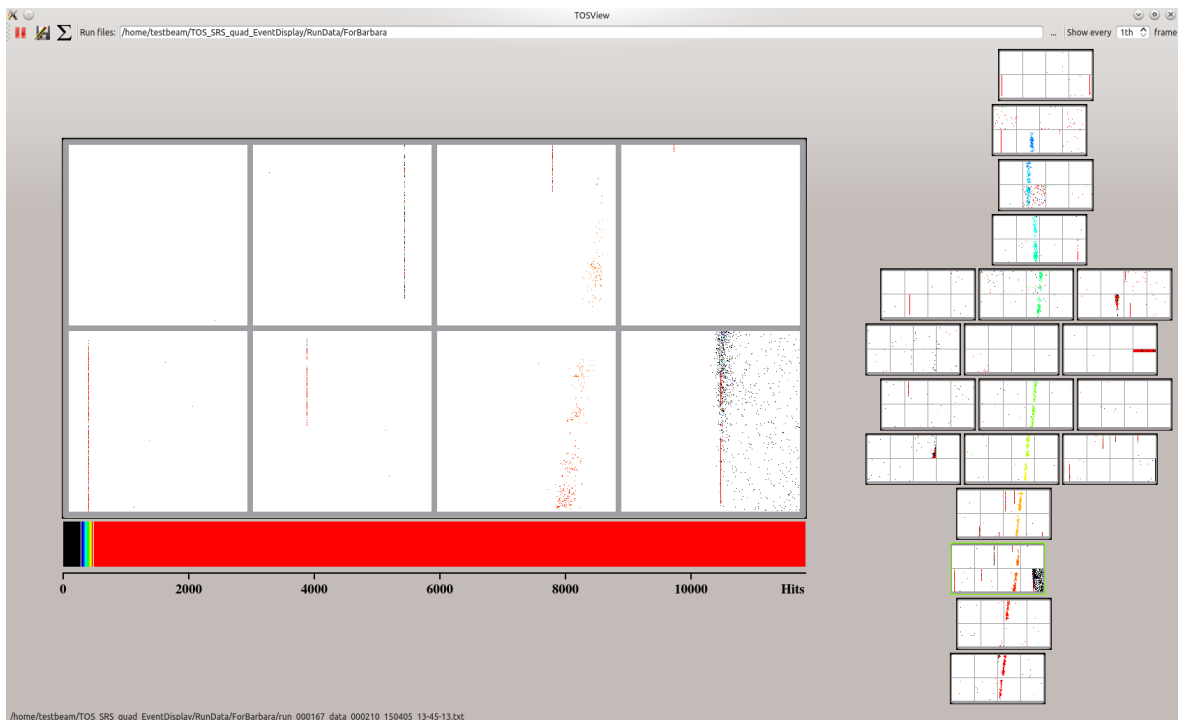 TOSView
Run files: /home/testbeam/TOS_SRS_quad_EventDisplay/RunData/ForBarbara ... Show every 1th frame
0 2000 4000 6000 8000 10000 Hits
/home/testbeam/TOS_SRS_quad_EventDisplay/RunData/ForBarbara/run_000167_data_000210_150405_13-45-13.txt